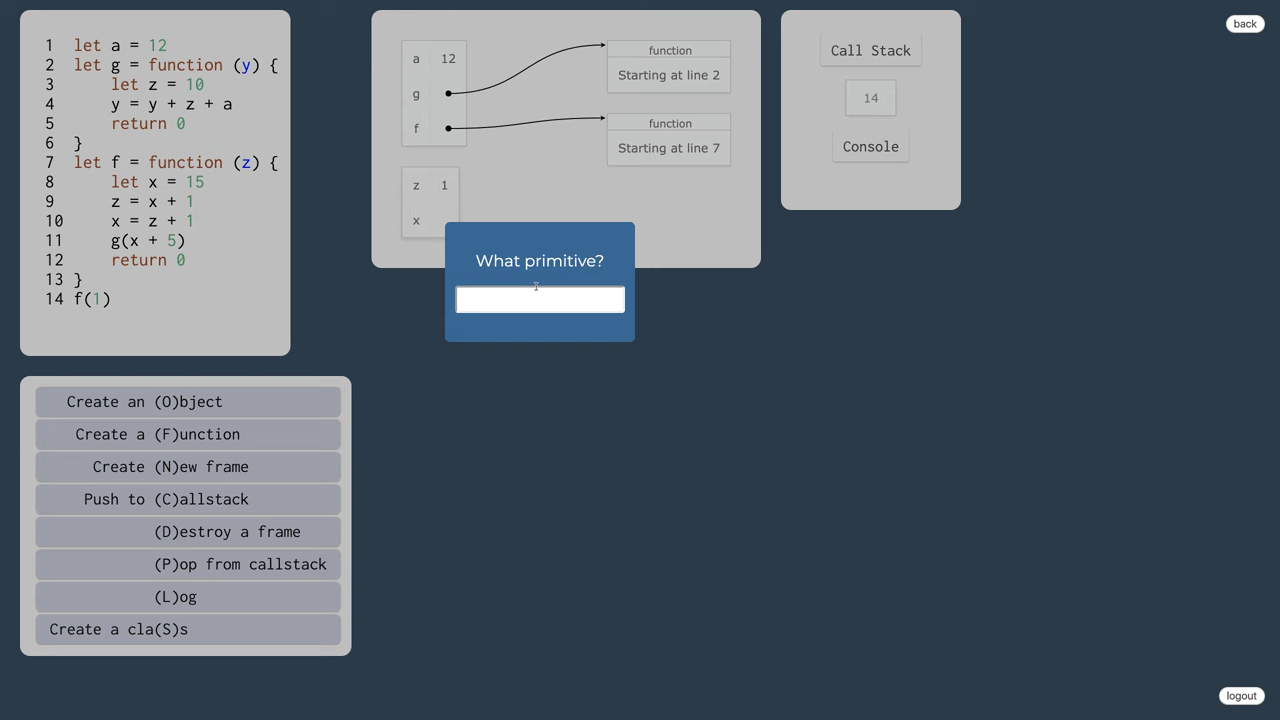 1 let a = 12
2 let g = function (y) {
3 let z = 10
4 y = y + z + a
5 return 0
6 }
7 let f = function (z) {
8 let x = 15
9 z = x + 1
10 x = z + 1
11 g(x + 5)
12 return 0
13 }
14 f(1)
Create an (O)bject
Create a (F)unction
Create (N)ew frame
Push to (C)allstack
(D)estroy a frame
(P)op from callstack
(L)og
Create a cla(S)s
a 12
g
f
z 1
x
function
Starting at line 2
function
Starting at line 7
What primitive?
Call Stack
14
Console
back
logout